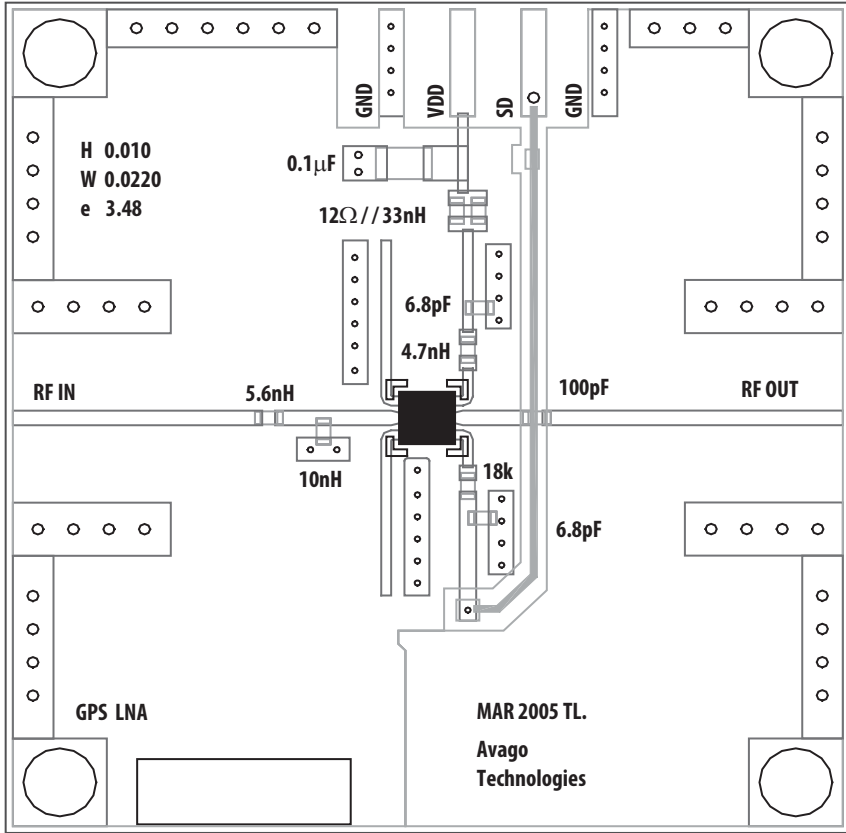 GND
VDD
SD
GND
H 0.010
W 0.0220
e 3.48
0.1µF
12Ω//33nH
6.8pF
4.7nH
RF IN
5.6nH
100pF
RF OUT
10nH
18k
6.8pF
GPS LNA
MAR 2005 TL.
Avago
Technologies